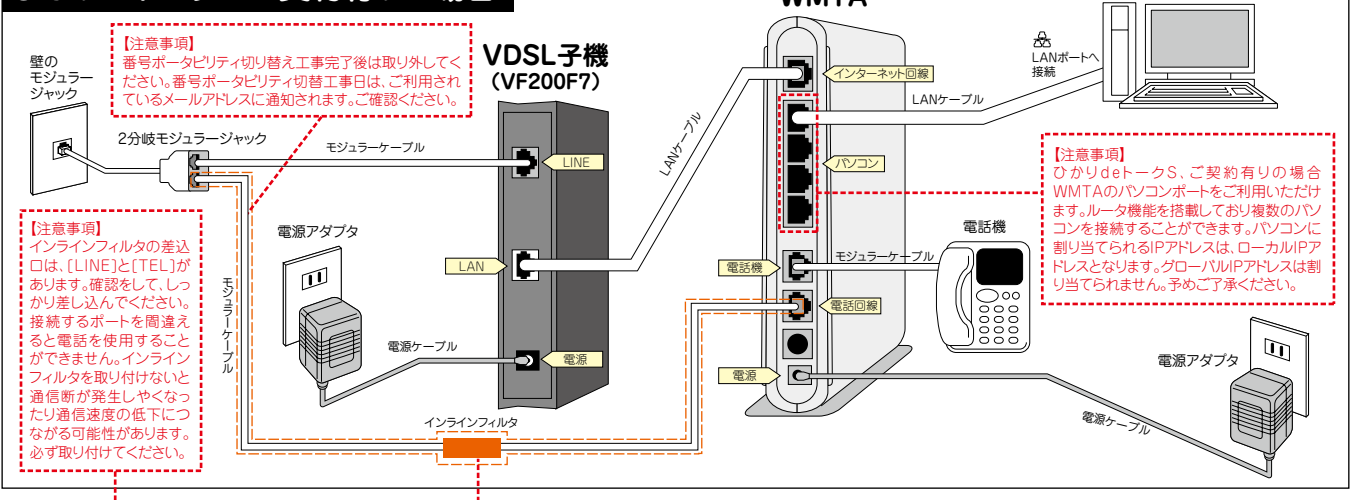 WMTA
【注意事項】
番号ポータビリティ切り替え工事完了後は取り外してく
ださい。番号ポータビリティ切替工事日は、ご利用され
ているメールアドレスに通知されます。ご確認ください。
壁の
モジュラー
ジャック
VDSL子機
(VF200F7)
LANポートへ
接続
インターネット回線
LANケーブル
2分岐モジュラージャック
モジュラーケーブル
LINE
LANケーブル
パソコン
【注意事項】
ひかりdeトークS、ご契約有りの場合
WMTAのパソコンポートをご利用いただけ
ます。ルータ機能を搭載しており複数のパソ
コンを接続することができます。パソコンに
割り当てられるIPアドレスは、ローカルIPア
ドレスとなります。グローバルIPアドレスは割
り当てられません。予めご了承ください。
【注意事項】
インラインフィルタの差込
口は、[LINE]と[TEL]が
あります。確認をして、しっ
かり差し込んでください。
接続するポートを間違え
ると電話を使用すること
ができません。インライン
フィルタを取り付けないと
通信断が発生しやくなっ
たり通信速度の低下につ
ながる可能性があります。
必ず取り付けてください。
モジュラーケーブル
電源アダプタ
LAN
電話機
電話機
モジュラーケーブル
電話回線
電源ケーブル
電源
電源
電源アダプタ
電源ケーブル
インラインフィルタ